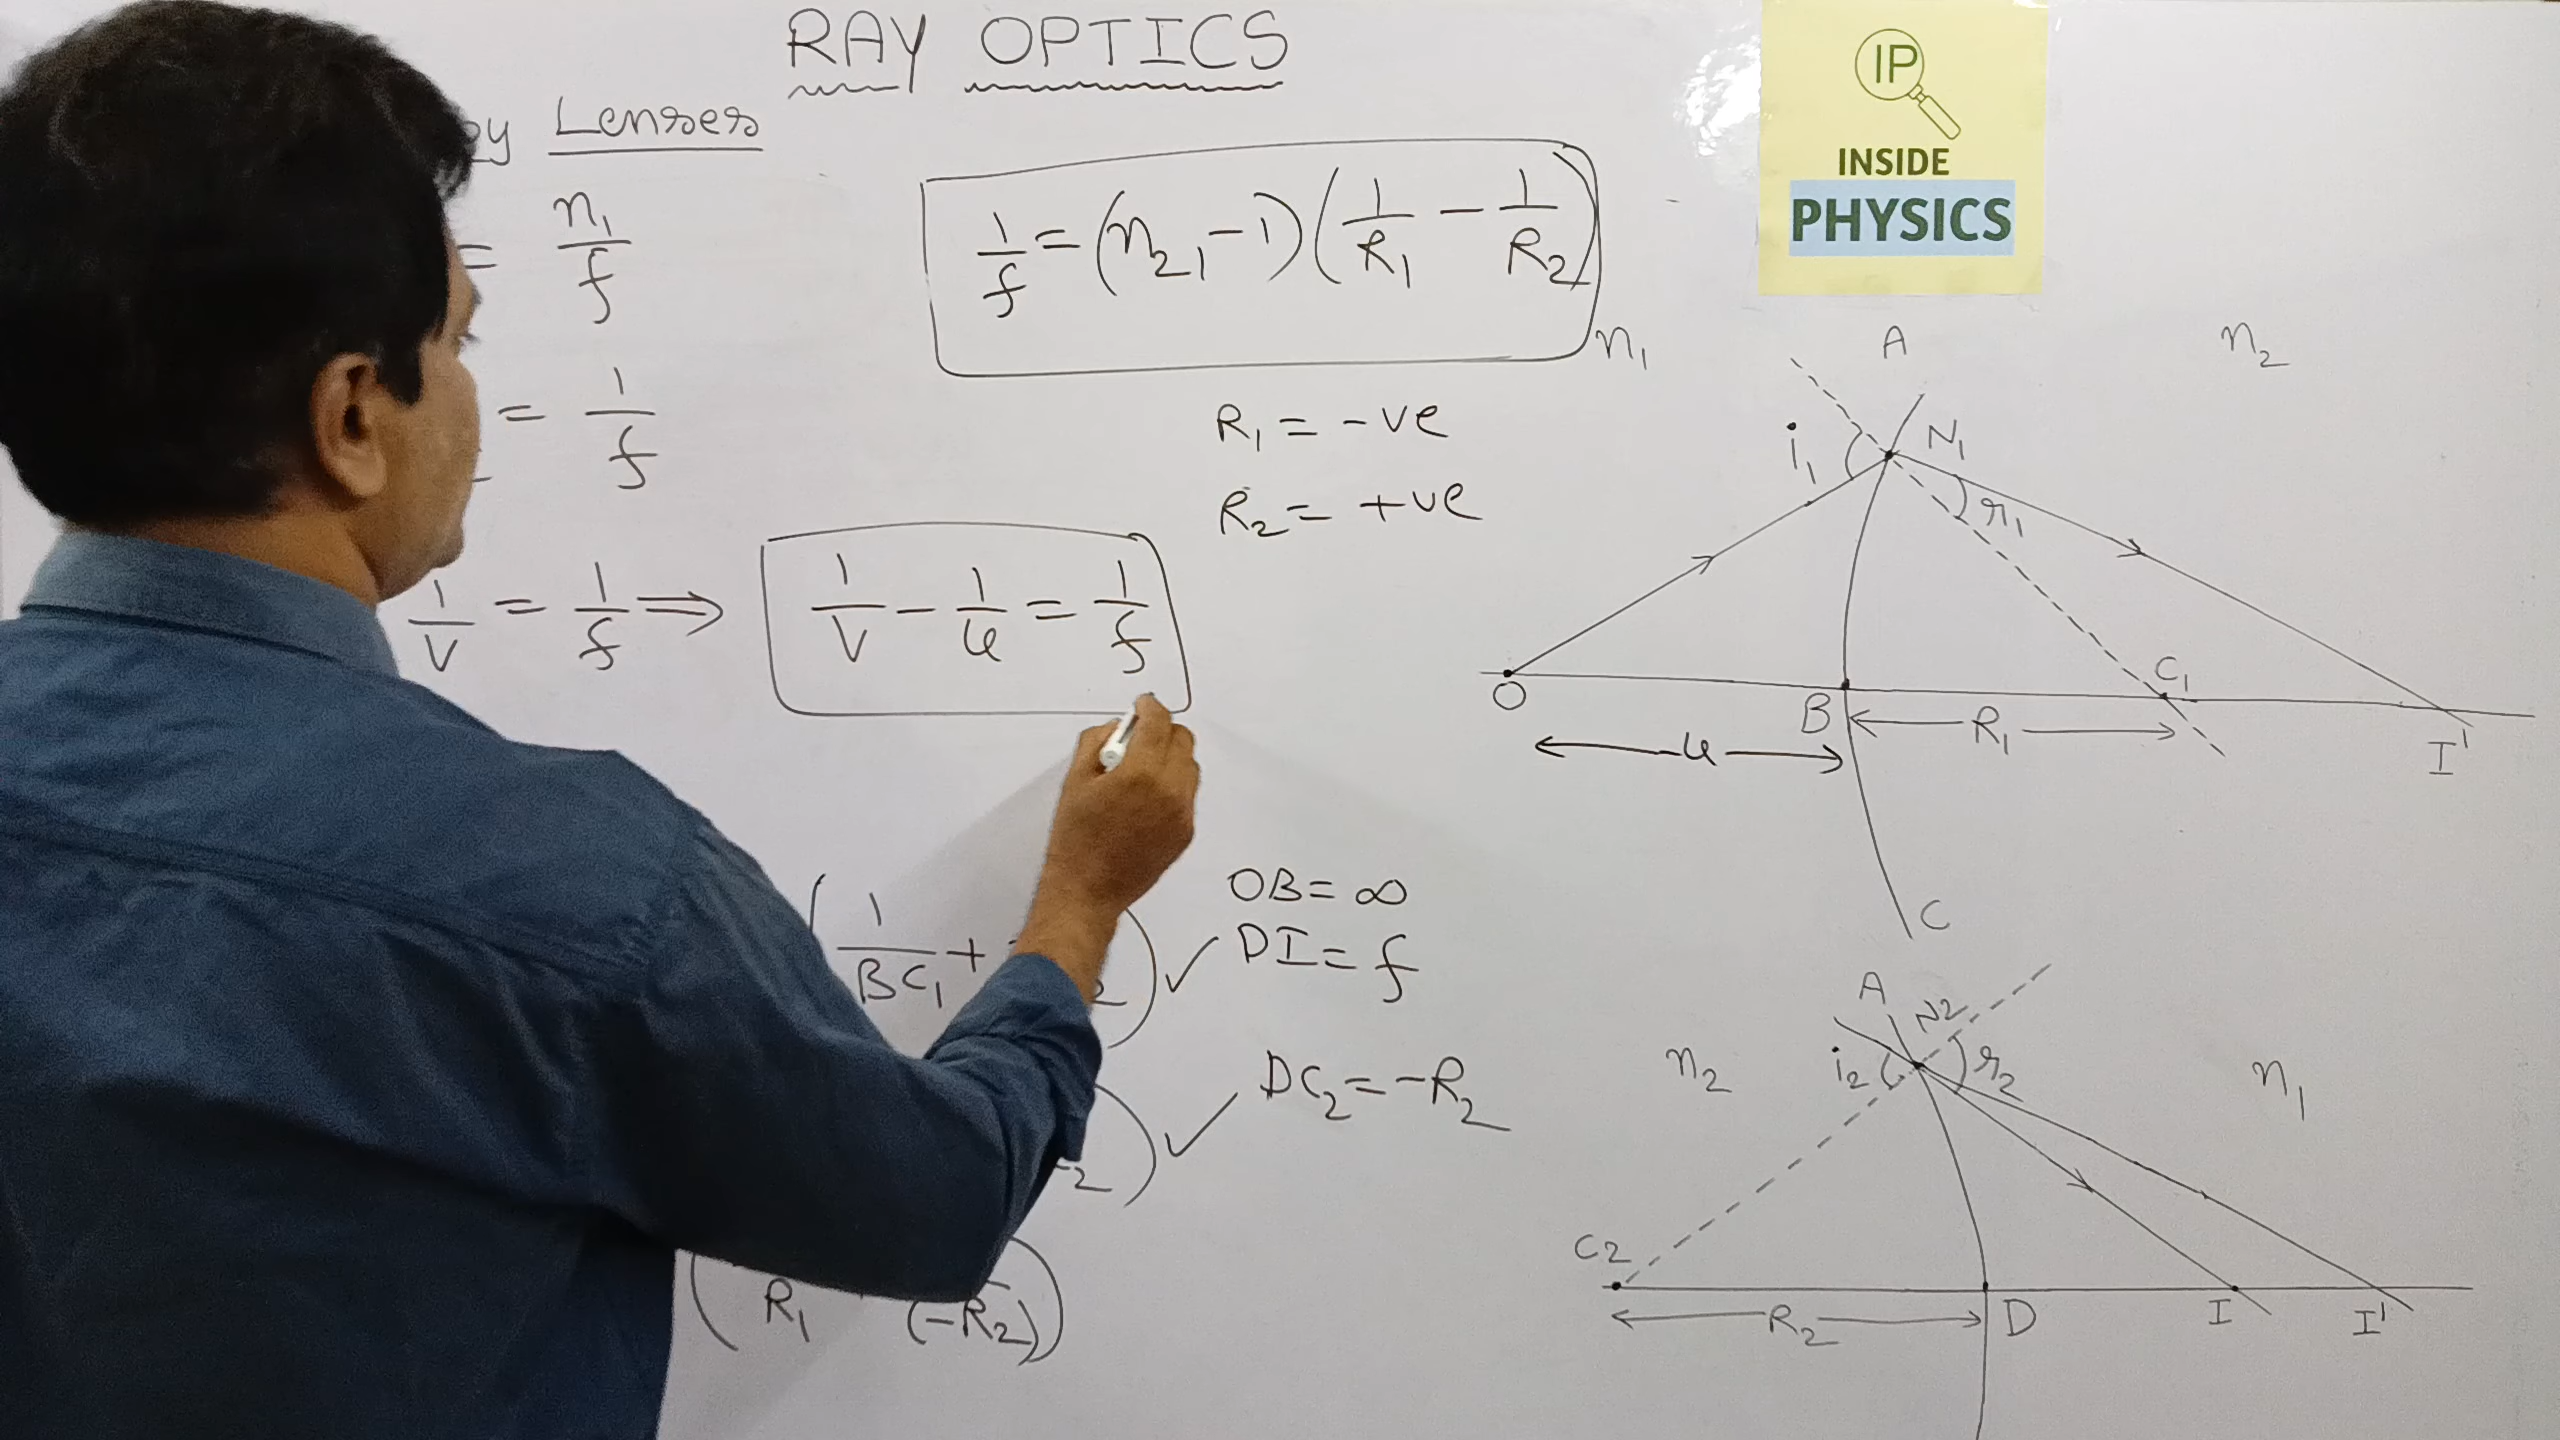 RAY OPTICS
Lenses
= n₁/f
= 1/f
1/v = 1/f ⇒ 1/v - 1/u = 1/f
1/f = (n₂₁ - 1)(1/R₁ - 1/R₂)
R₁ = -ve
R₂ = +ve
(1/BC₁ +
OB = ∞
DI = f
✓
DC₂ = -R₂
✓
R₁ (-R₂))
IP
INSIDE
PHYSICS
n₁
A
n₂
i₁
N₁
r₁
O
B
C₁
I'
u
R₁
C
A
N₂
n₂
i₂
r₂
n₁
C₂
R₂
D
I
I'